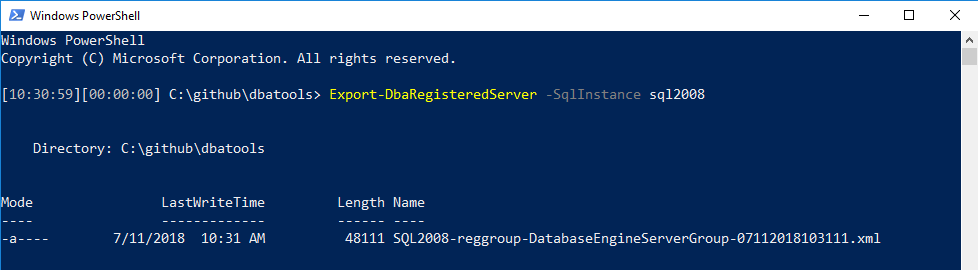 Windows PowerShell
Windows PowerShell
Copyright (C) Microsoft Corporation. All rights reserved.
[10:30:59][00:00:00] C:\github\dbatools> Export-DbaRegisteredServer -SqlInstance sql2008
Directory: C:\github\dbatools
Mode LastWriteTime Length Name
---- ------------- ------ ----
-a---- 7/11/2018 10:31 AM 48111 SQL2008-reggroup-DatabaseEngineServerGroup-07112018103111.xml